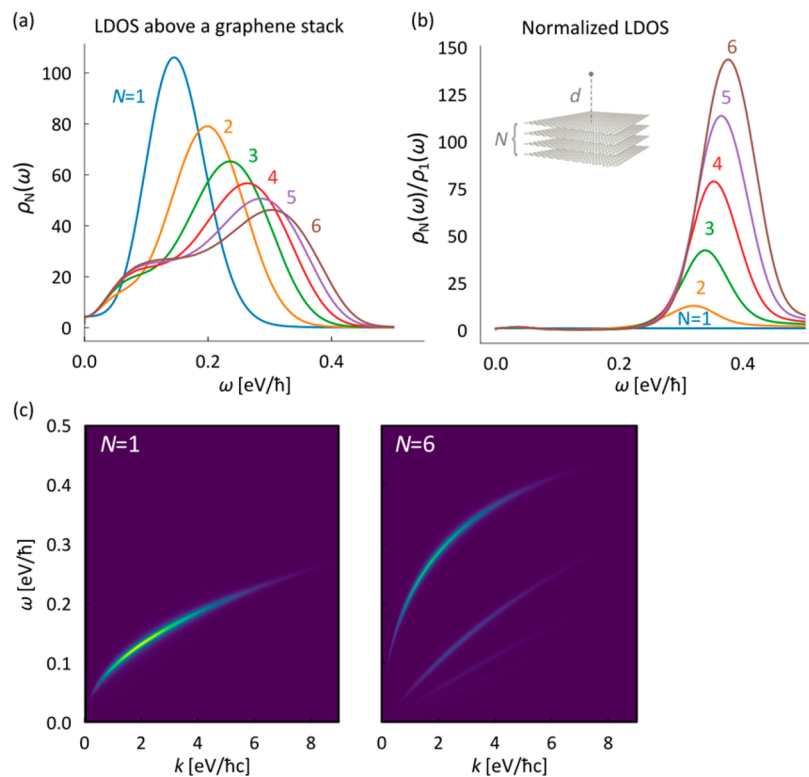 (a) LDOS above a graphene stack
ρN(ω)
100
80
60
40
20
0
N=1
2
3
4
5
6
0.0 0.2 0.4
ω [eV/ħ]
(b) Normalized LDOS
ρN(ω)/ρ1(ω)
150
125
100
75
50
25
0
6
5
4
3
2
N=1
d
N
0.0 0.2 0.4
ω [eV/ħ]
(c)
ω [eV/ħ]
0.5
0.4
0.3
0.2
0.1
0.0
N=1
0 2 4 6 8
k [eV/ħc]
N=6
0 2 4 6 8
k [eV/ħc]